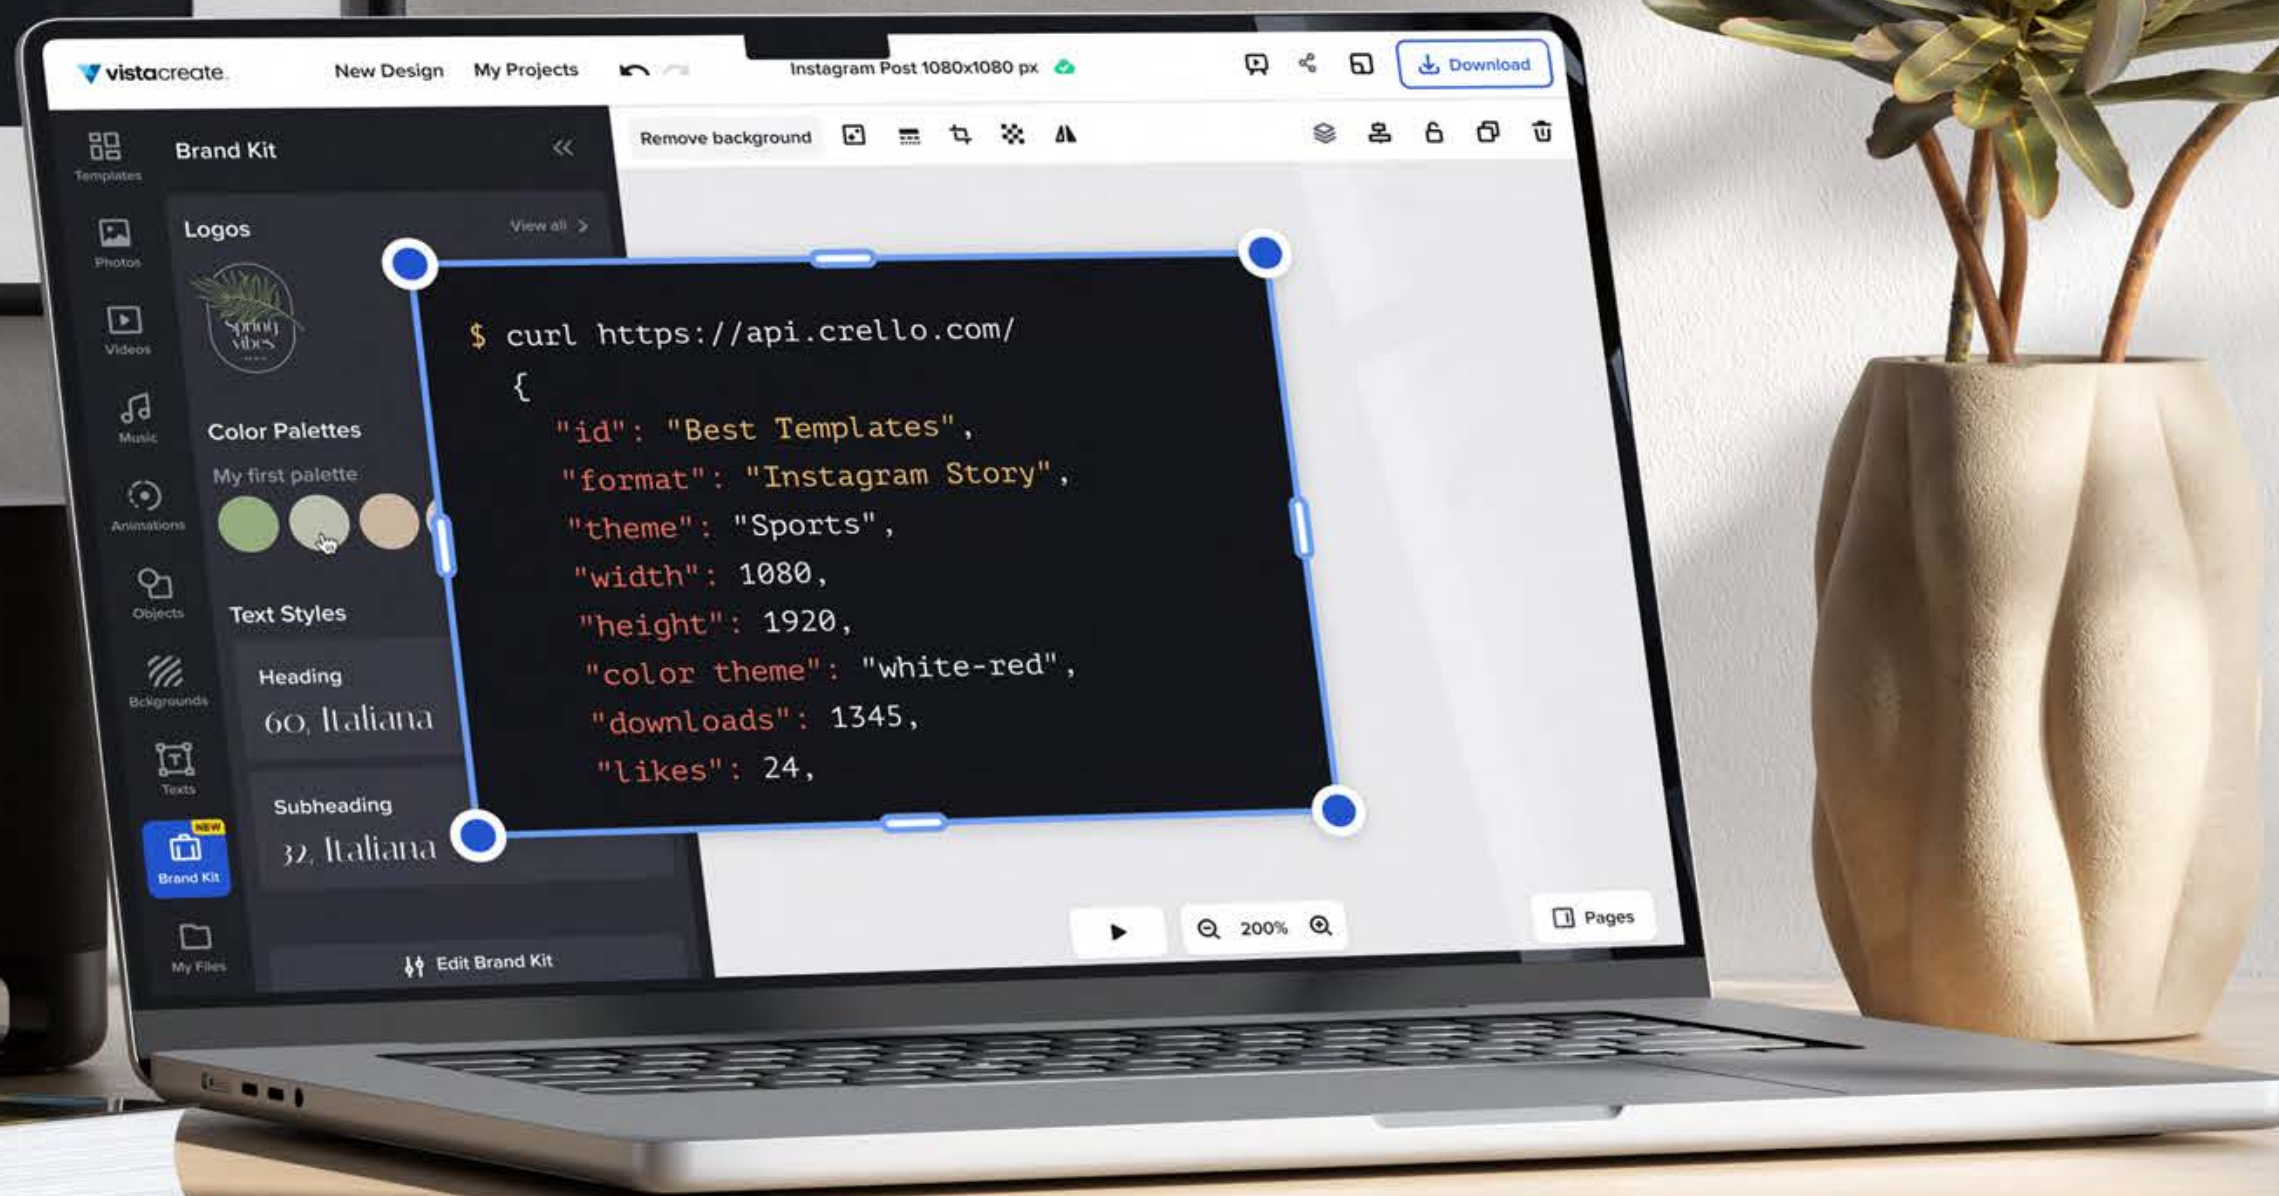 vistacreate.
New Design
My Projects
Instagram Post 1080x1080 px
Download
Remove background
Templates
Photos
Videos
Music
Animations
Objects
Bckgrounds
Texts
NEW
Brand Kit
My Files
Brand Kit
Logos
View all
Spring
vibes
Color Palettes
My first palette
Text Styles
Heading
60, Italiana
Subheading
32, Italiana
Edit Brand Kit
$ curl https://api.crello.com/
{
"id": "Best Templates",
"format": "Instagram Story",
"theme": "Sports",
"width": 1080,
"height": 1920,
"color theme": "white-red",
"downloads": 1345,
"likes": 24,
200%
Pages